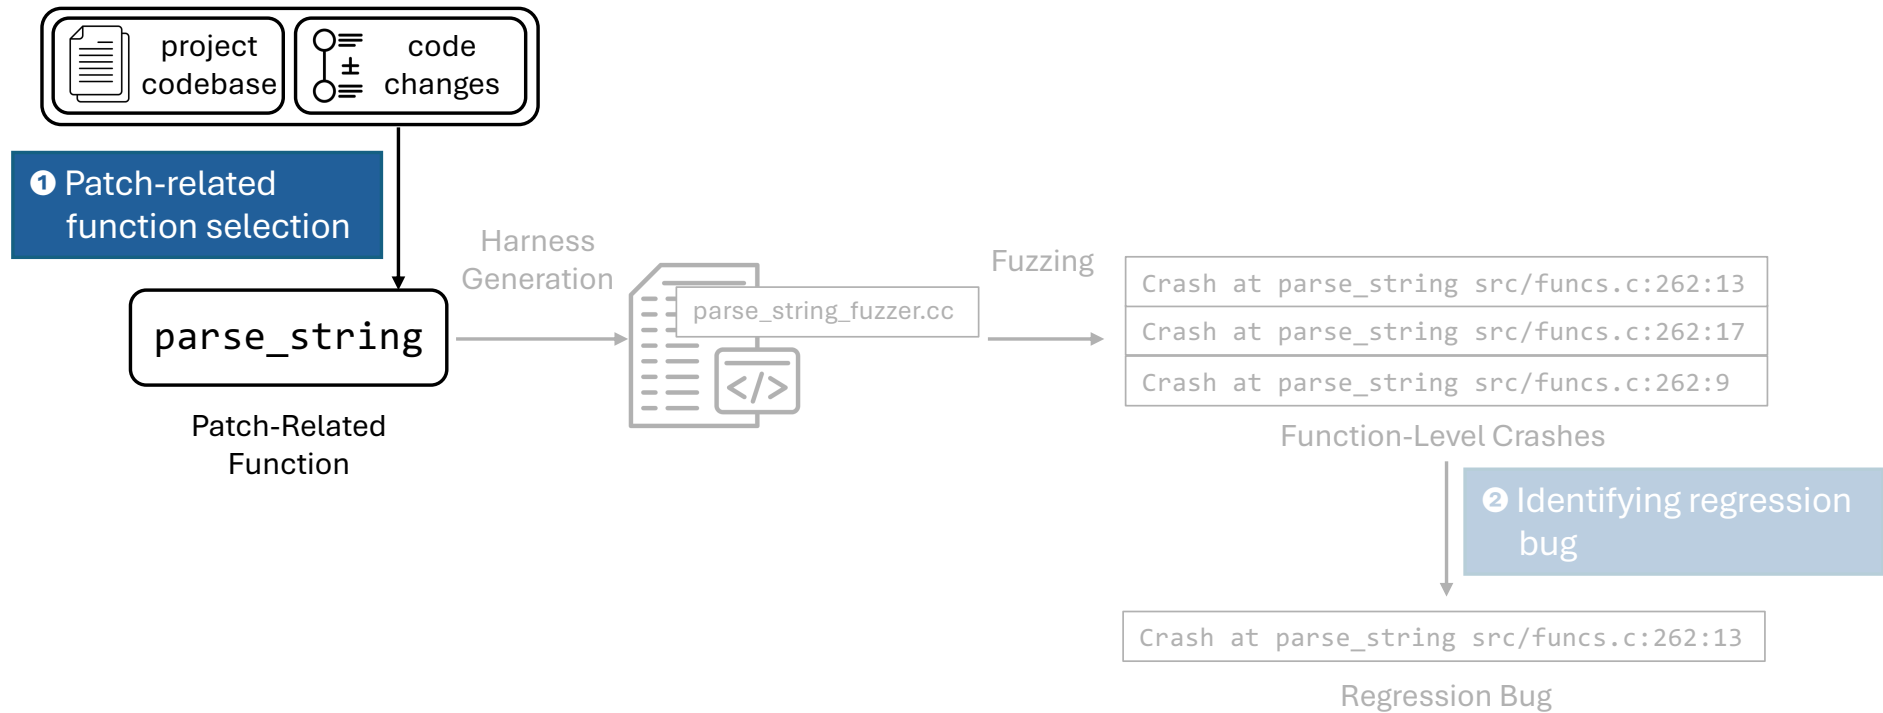 project
codebase
code
changes
❶ Patch-related
function selection
parse_string
Patch-Related
Function
Harness
Generation
parse_string_fuzzer.cc
</>
Fuzzing
Crash at parse_string src/funcs.c:262:13
Crash at parse_string src/funcs.c:262:17
Crash at parse_string src/funcs.c:262:9
Function-Level Crashes
❷ Identifying regression
bug
Crash at parse_string src/funcs.c:262:13
Regression Bug